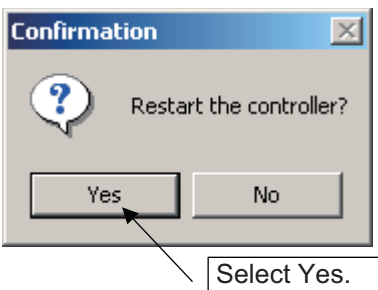 Confirmation
Restart the controller?
Yes No
Select Yes.